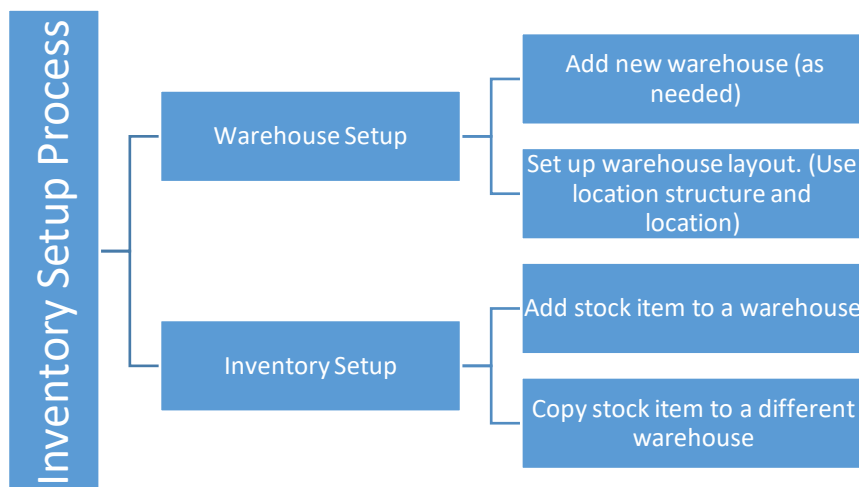 Inventory Setup Process
Warehouse Setup
Add new warehouse (as
needed)
Set up warehouse layout. (Use
location structure and
location)
Inventory Setup
Add stock item to a warehouse
Copy stock item to a different
warehouse